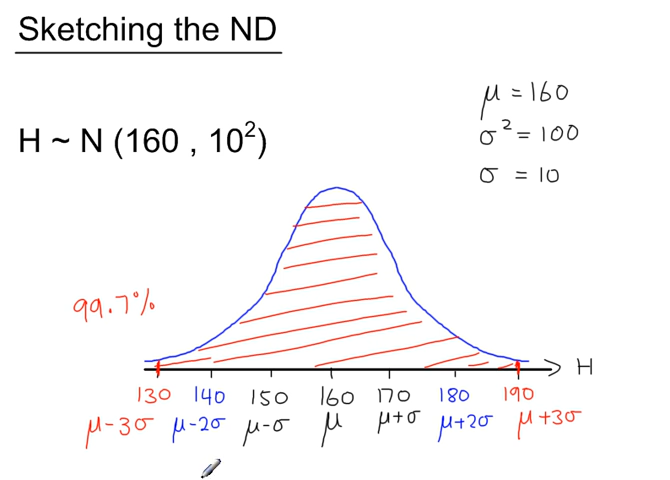 Sketching the ND
μ = 160
H ~ N (160 , 10²)
σ² = 100
σ = 10
99.7%
H
130 140 150 160 170 180 190
μ-3σ μ-2σ μ-σ μ μ+σ μ+2σ μ+3σ